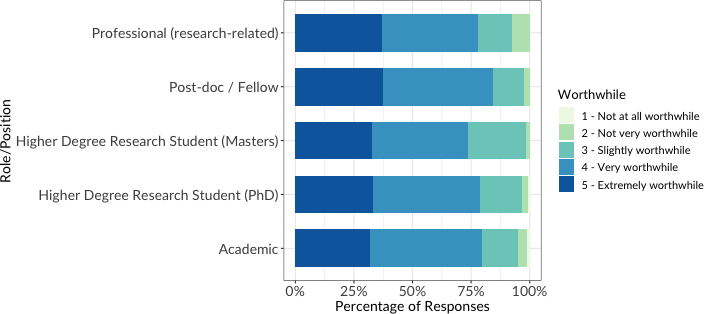 Role/Position
Professional (research-related)
Post-doc / Fellow
Higher Degree Research Student (Masters)
Higher Degree Research Student (PhD)
Academic
0%
25%
50%
75%
100%
Percentage of Responses
Worthwhile
1 - Not at all worthwhile
2 - Not very worthwhile
3 - Slightly worthwhile
4 - Very worthwhile
5 - Extremely worthwhile